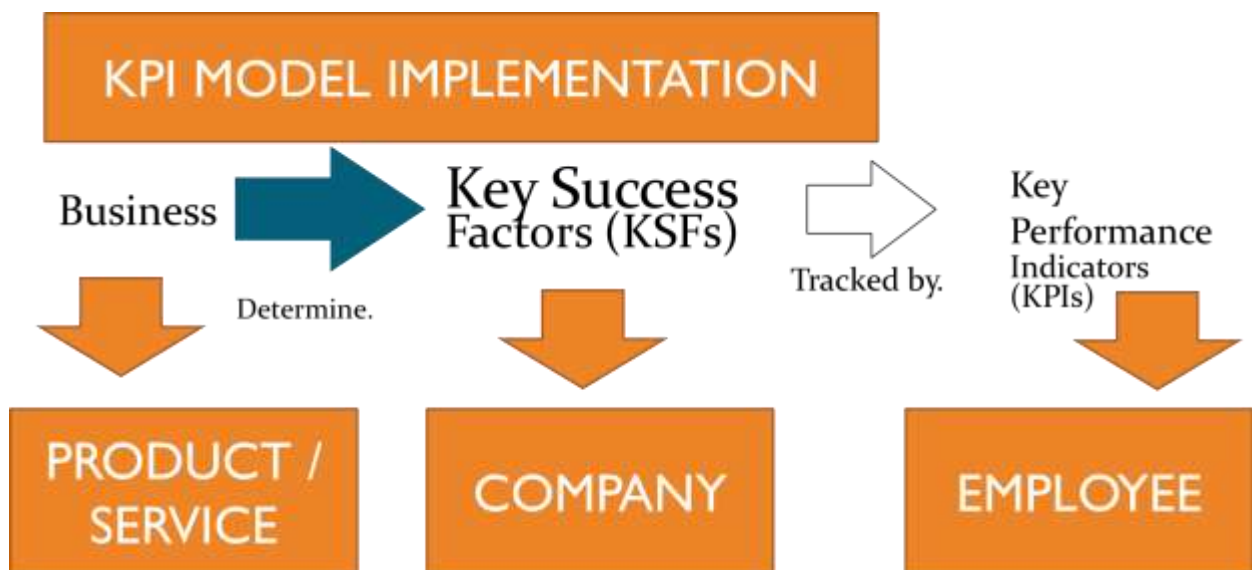 KPI MODEL IMPLEMENTATION
Business
Determine.
Key Success
Factors (KSFs)
Tracked by.
Key
Performance
Indicators
(KPIs)
PRODUCT /
SERVICE
COMPANY
EMPLOYEE